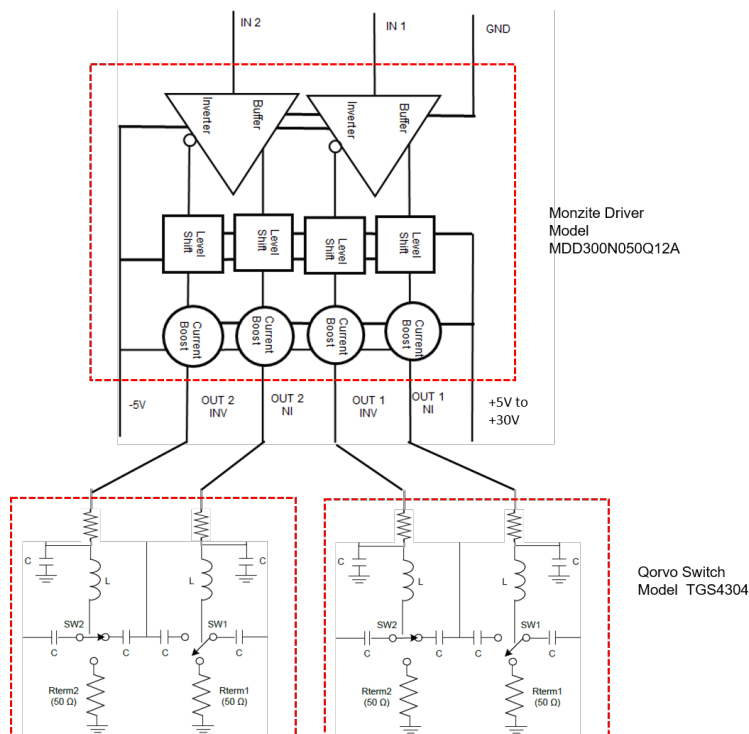 IN 2
IN 1
GND
Inverter
Buffer
Inverter
Buffer
Level
Shift
Level
Shift
Level
Shift
Level
Shift
Monzite Driver
Model
MDD300N050Q12A
Current
Boost
Current
Boost
Current
Boost
Current
Boost
-5V
OUT 2
INV
OUT 2
NI
OUT 1
INV
OUT 1
NI
+5V to
+30V
C
L
L
C
C
L
L
C
Qorvo Switch
Model TGS4304
SW2
SW1
SW2
SW1
C
C
C
C
C
C
C
C
Rterm2
(50 Ω)
Rterm1
(50 Ω)
Rterm2
(50 Ω)
Rterm1
(50 Ω)